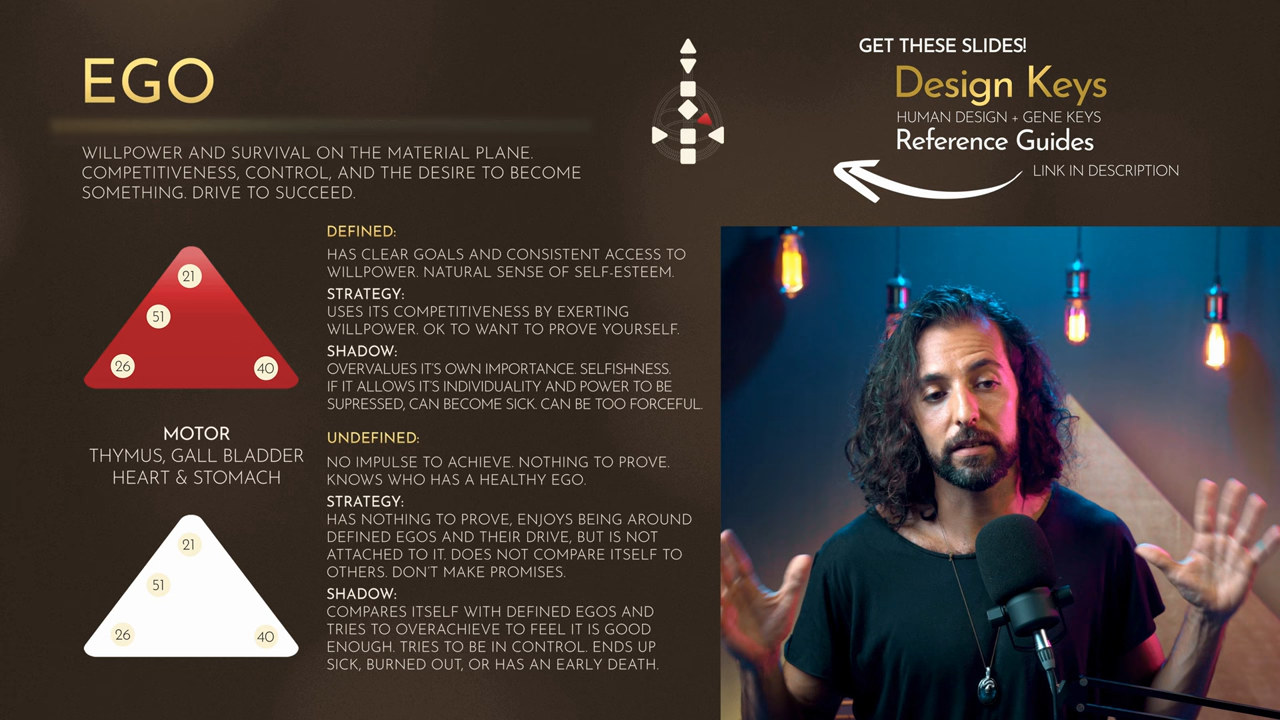 EGO
WILLPOWER AND SURVIVAL ON THE MATERIAL PLANE.
COMPETITIVENESS, CONTROL, AND THE DESIRE TO BECOME
SOMETHING. DRIVE TO SUCCEED.
GET THESE SLIDES!
Design Keys
HUMAN DESIGN + GENE KEYS
Reference Guides
LINK IN DESCRIPTION
21
51
26
40
MOTOR
THYMUS, GALL BLADDER
HEART & STOMACH
21
51
26
40
DEFINED:
HAS CLEAR GOALS AND CONSISTENT ACCESS TO
WILLPOWER. NATURAL SENSE OF SELF-ESTEEM.
STRATEGY:
USES ITS COMPETITIVENESS BY EXERTING
WILLPOWER. OK TO WANT TO PROVE YOURSELF.
SHADOW:
OVERVALUES IT'S OWN IMPORTANCE. SELFISHNESS.
IF IT ALLOWS IT'S INDIVIDUALITY AND POWER TO BE
SUPRESSED, CAN BECOME SICK. CAN BE TOO FORCEFUL.
UNDEFINED:
NO IMPULSE TO ACHIEVE. NOTHING TO PROVE.
KNOWS WHO HAS A HEALTHY EGO.
STRATEGY:
HAS NOTHING TO PROVE, ENJOYS BEING AROUND
DEFINED EGOS AND THEIR DRIVE, BUT IS NOT
ATTACHED TO IT. DOES NOT COMPARE ITSELF TO
OTHERS. DON'T MAKE PROMISES.
SHADOW:
COMPARES ITSELF WITH DEFINED EGOS AND
TRIES TO OVERACHIEVE TO FEEL IT IS GOOD
ENOUGH. TRIES TO BE IN CONTROL. ENDS UP
SICK, BURNED OUT, OR HAS AN EARLY DEATH.